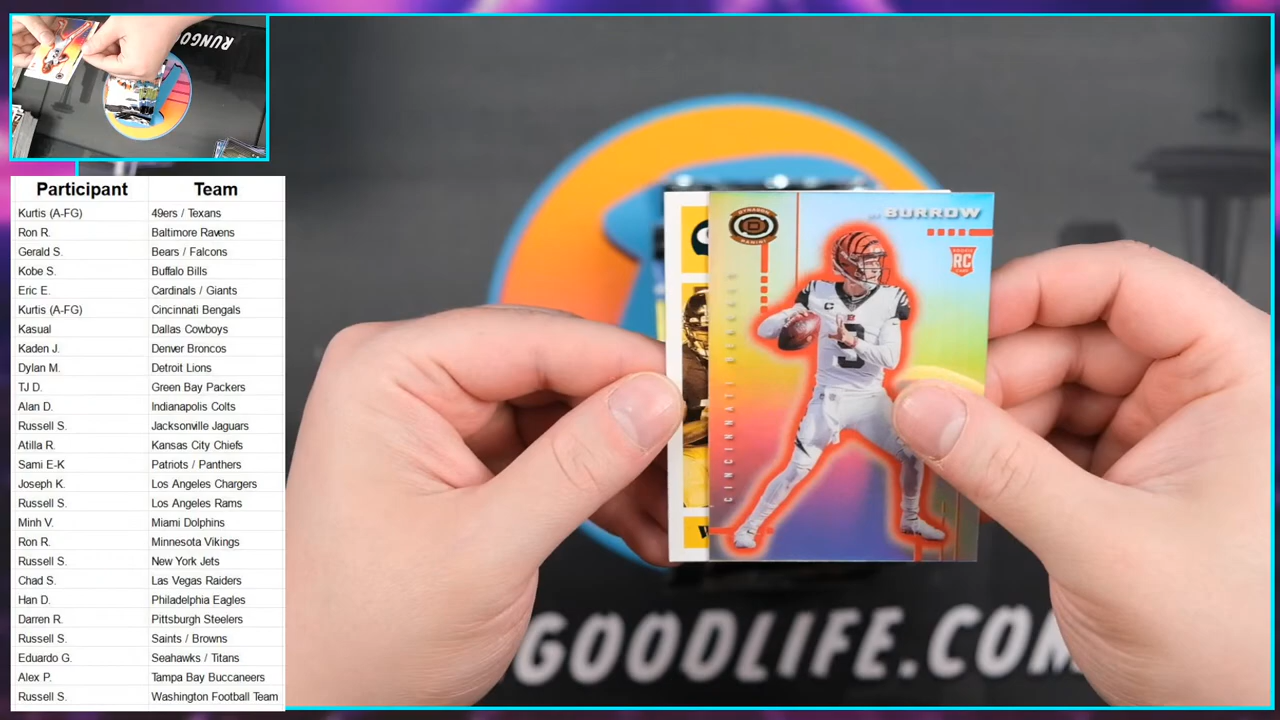 RUNGOO
Participant Team
Kurtis (A-FG) 49ers / Texans
Ron R. Baltimore Ravens
Gerald S. Bears / Falcons
Kobe S. Buffalo Bills
Eric E. Cardinals / Giants
Kurtis (A-FG) Cincinnati Bengals
Kasual Dallas Cowboys
Kaden J. Denver Broncos
Dylan M. Detroit Lions
TJ D. Green Bay Packers
Alan D. Indianapolis Colts
Russell S. Jacksonville Jaguars
Atilla R. Kansas City Chiefs
Sami E-K Patriots / Panthers
Joseph K. Los Angeles Chargers
Russell S. Los Angeles Rams
Minh V. Miami Dolphins
Ron R. Minnesota Vikings
Russell S. New York Jets
Chad S. Las Vegas Raiders
Han D. Philadelphia Eagles
Darren R. Pittsburgh Steelers
Russell S. Saints / Browns
Eduardo G. Seahawks / Titans
Alex P. Tampa Bay Buccaneers
Russell S. Washington Football Team
BURROW
PANINI
RC
CINCINNATI BENGALS
GOODLIFE.COM